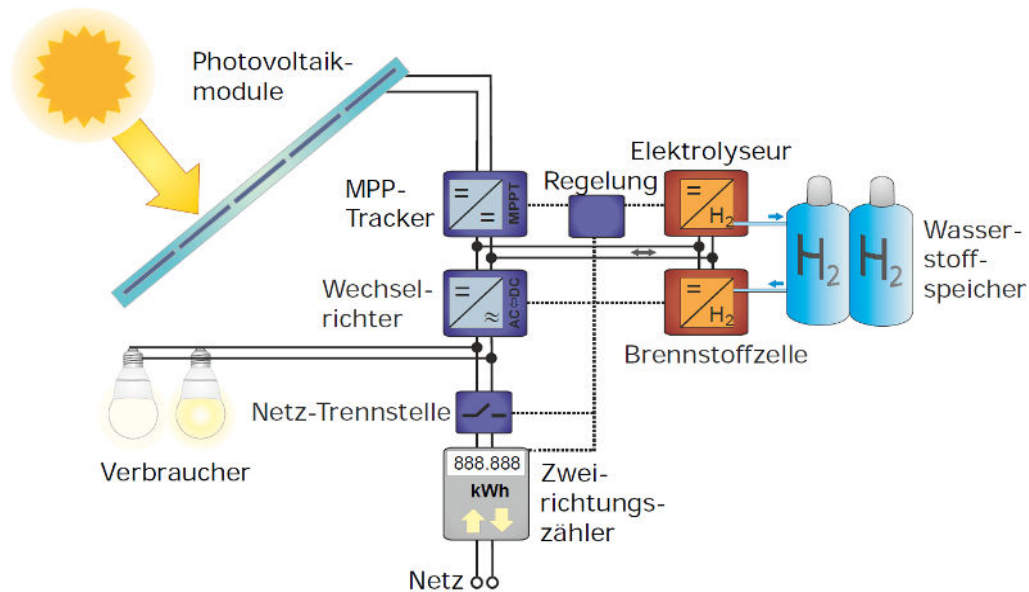 Photovoltaik-
module
Elektrolyseur
MPP-
Tracker
=
=
MPPT
Regelung
=
H2
H2
H2
Wasser-
stoff-
speicher
Wechsel-
richter
=
≈
AC⇔DC
=
H2
Brennstoffzelle
Netz-Trennstelle
Verbraucher
888.888
kWh
Zwei-
richtungs-
zähler
Netz